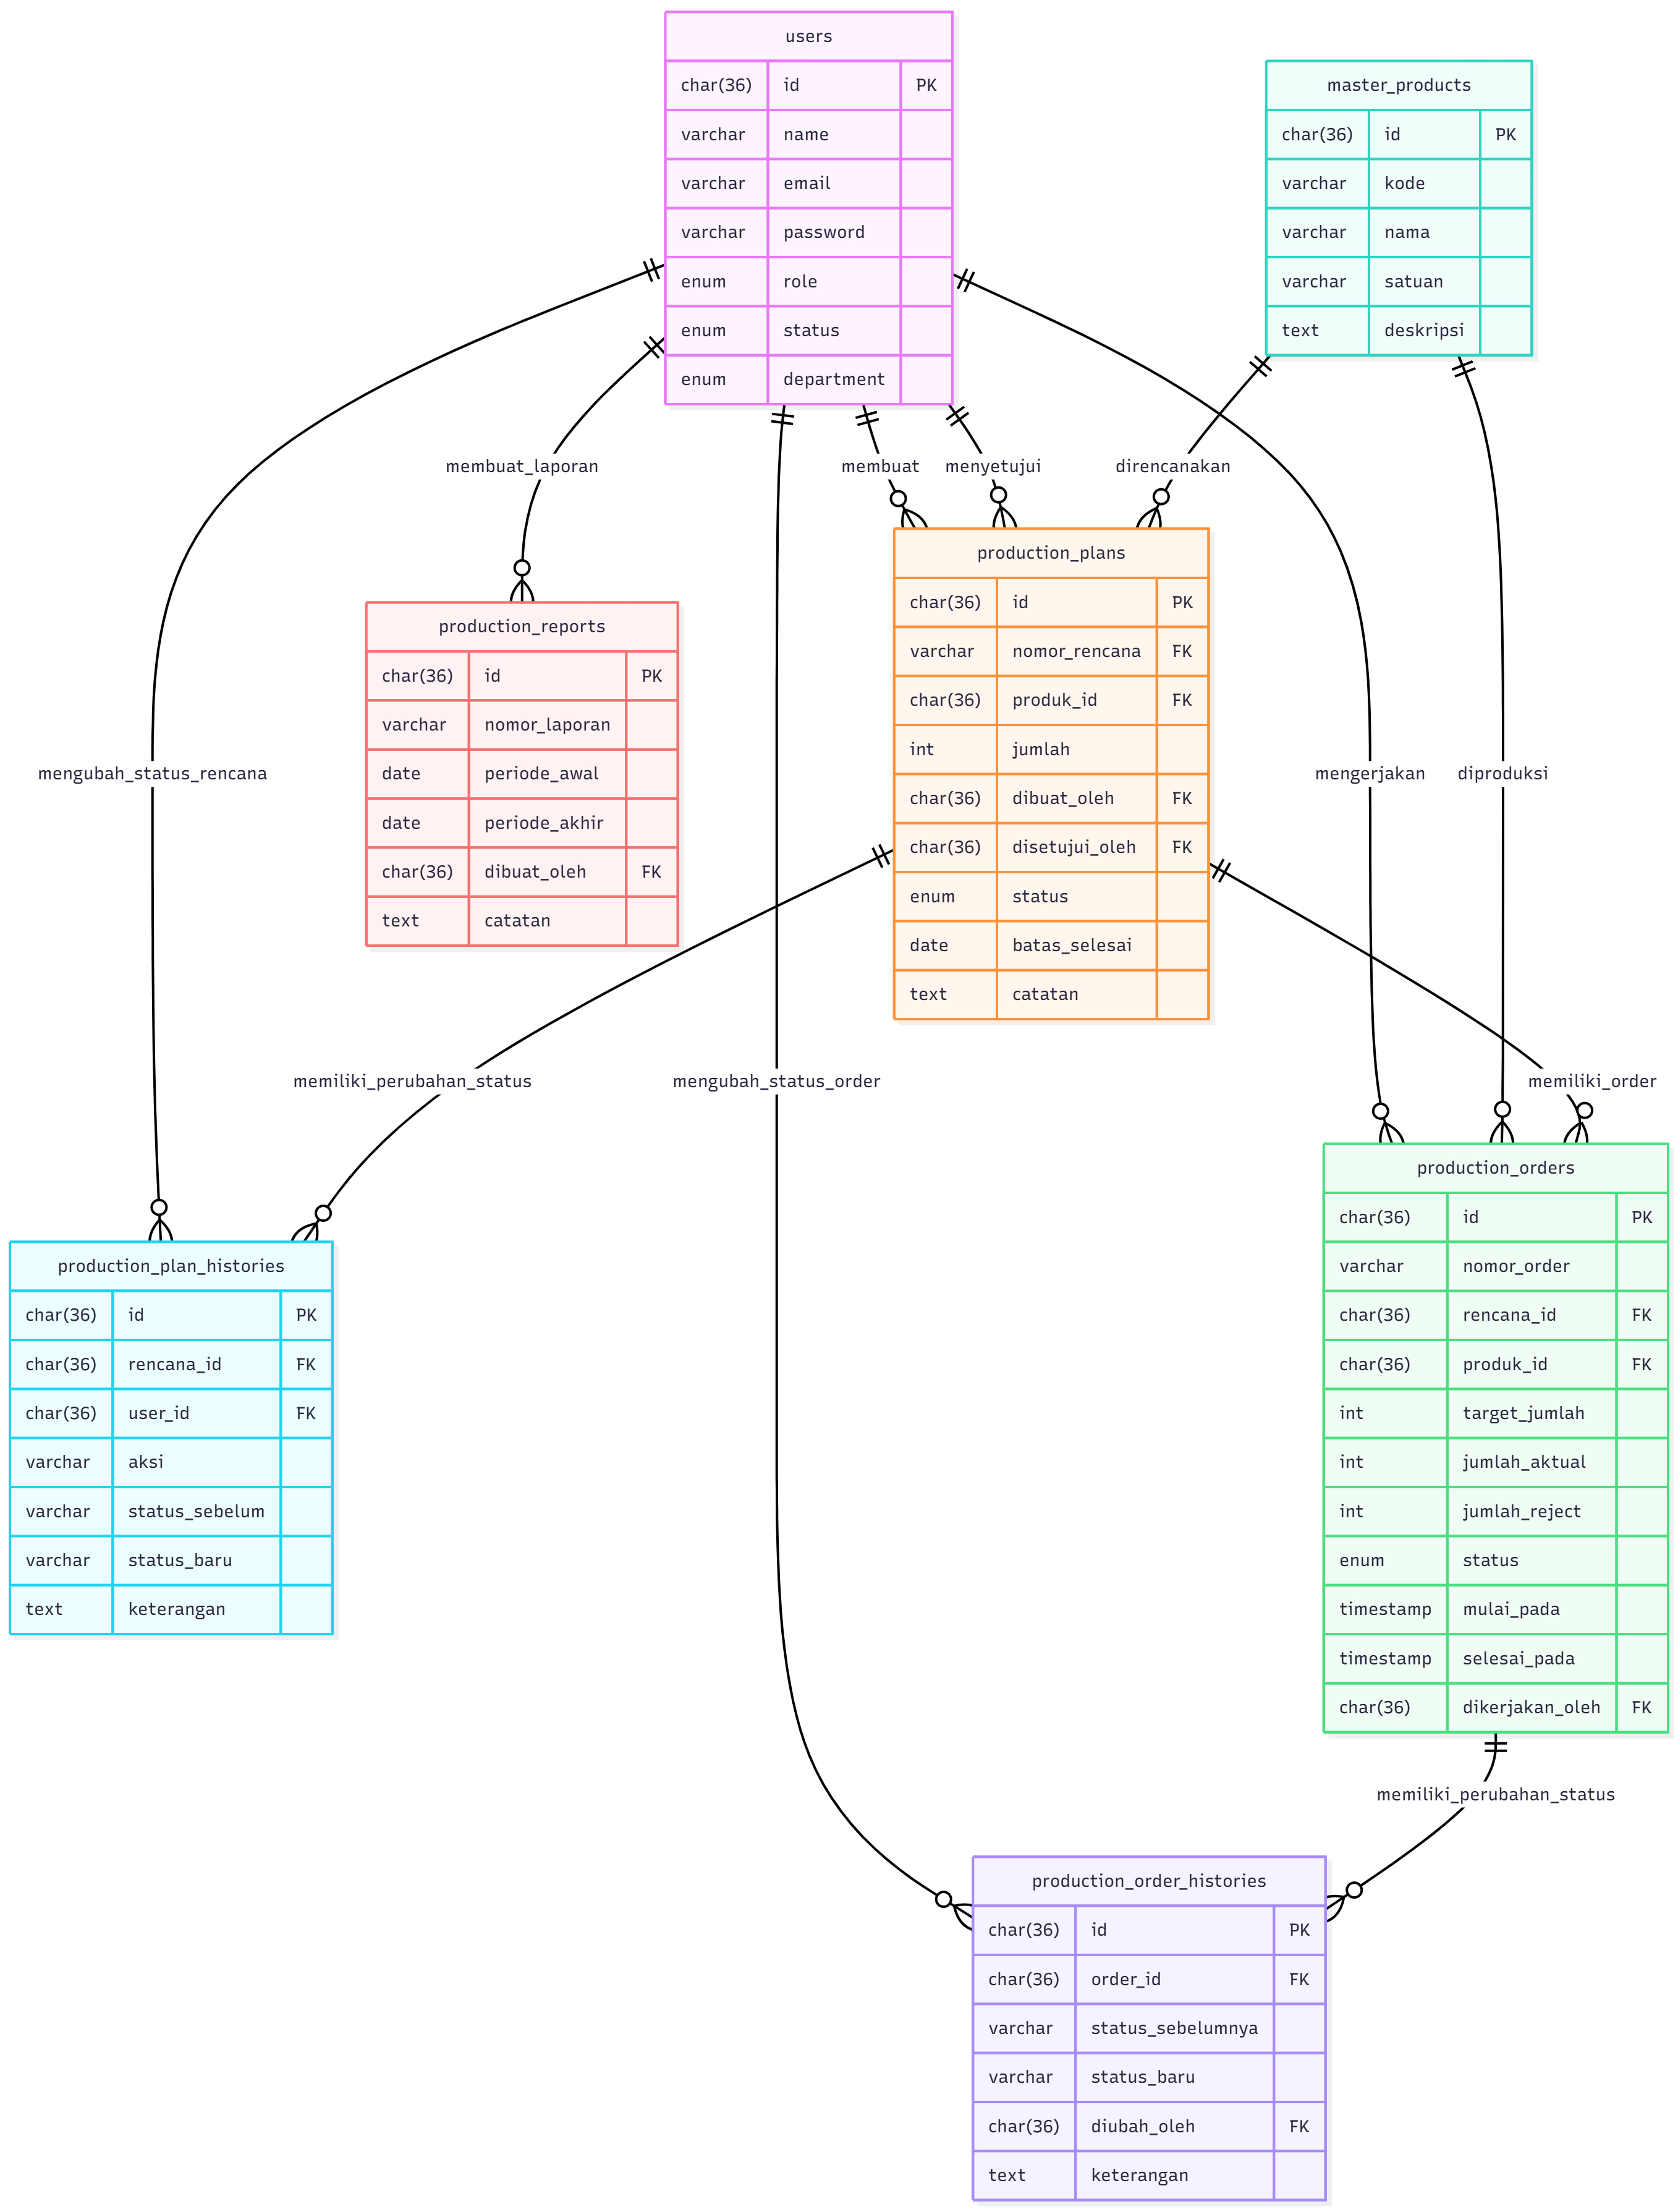 users
char(36) id PK
varchar name
varchar email
varchar password
enum role
enum status
enum department
master_products
char(36) id PK
varchar kode
varchar nama
varchar satuan
text deskripsi
membuat_laporan
membuat
menyetujui
direncanakan
production_reports
char(36) id PK
varchar nomor_laporan
date periode_awal
date periode_akhir
char(36) dibuat_oleh FK
text catatan
production_plans
char(36) id PK
varchar nomor_rencana FK
char(36) produk_id FK
int jumlah
char(36) dibuat_oleh FK
char(36) disetujui_oleh FK
enum status
date batas_selesai
text catatan
mengubah_status_rencana
mengerjakan
diproduksi
memiliki_perubahan_status
mengubah_status_order
memiliki_order
production_plan_histories
char(36) id PK
char(36) rencana_id FK
char(36) user_id FK
varchar aksi
varchar status_sebelum
varchar status_baru
text keterangan
production_orders
char(36) id PK
varchar nomor_order
char(36) rencana_id FK
char(36) produk_id FK
int target_jumlah
int jumlah_aktual
int jumlah_reject
enum status
timestamp mulai_pada
timestamp selesai_pada
char(36) dikerjakan_oleh FK
memiliki_perubahan_status
production_order_histories
char(36) id PK
char(36) order_id FK
varchar status_sebelumnya
varchar status_baru
char(36) diubah_oleh FK
text keterangan